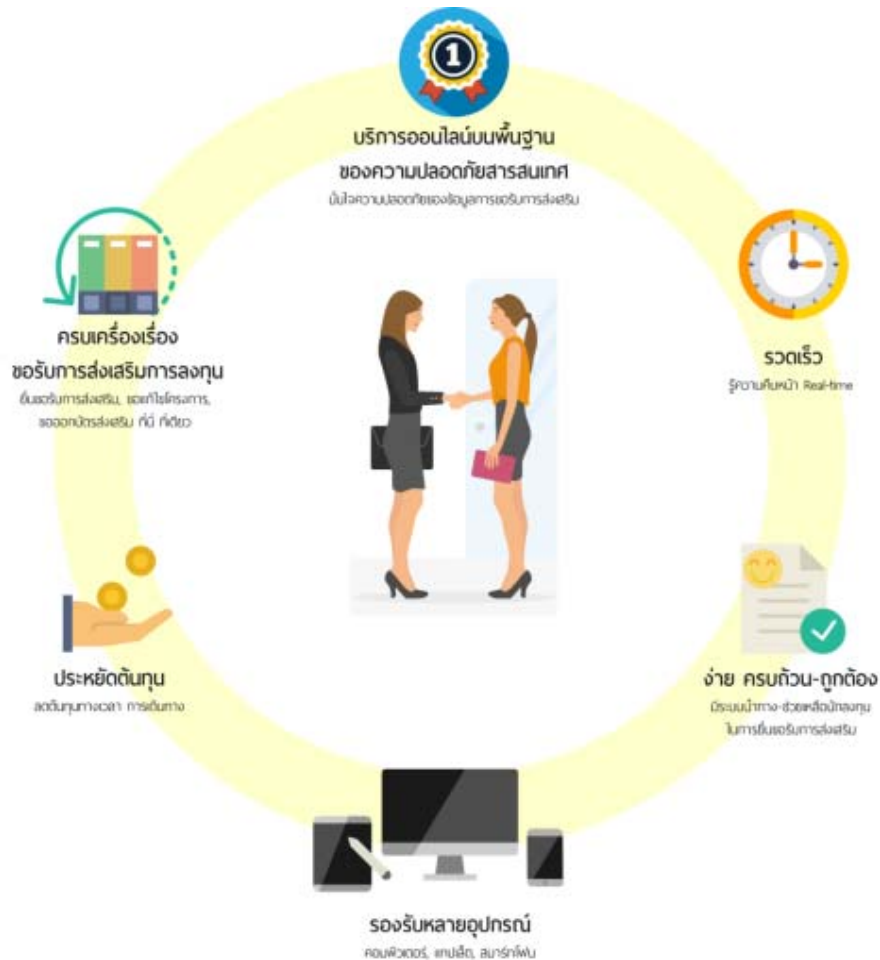 1
บริการออนไลน์บนพื้นฐาน
ของความปลอดภัยสารสนเทศ
มั่นใจความปลอดภัยของข้อมูลการขอรับการส่งเสริม
รวดเร็ว
รู้ความคืบหน้า Real-time
ง่าย ครบถ้วน-ถูกต้อง
มีระบบนำทาง-ช่วยเหลือนักลงทุน
ในการยื่นขอรับการส่งเสริม
รองรับหลายอุปกรณ์
คอมพิวเตอร์, แทปเล็ต, สมาร์ทโฟน
ประหยัดต้นทุน
ลดต้นทุนทางเวลา การเดินทาง
ครบเครื่องเรื่อง
ขอรับการส่งเสริมการลงทุน
ยื่นขอรับการส่งเสริม, ขอแก้ไขโครงการ,
ขอออกบัตรส่งเสริม ที่นี่ ที่เดียว